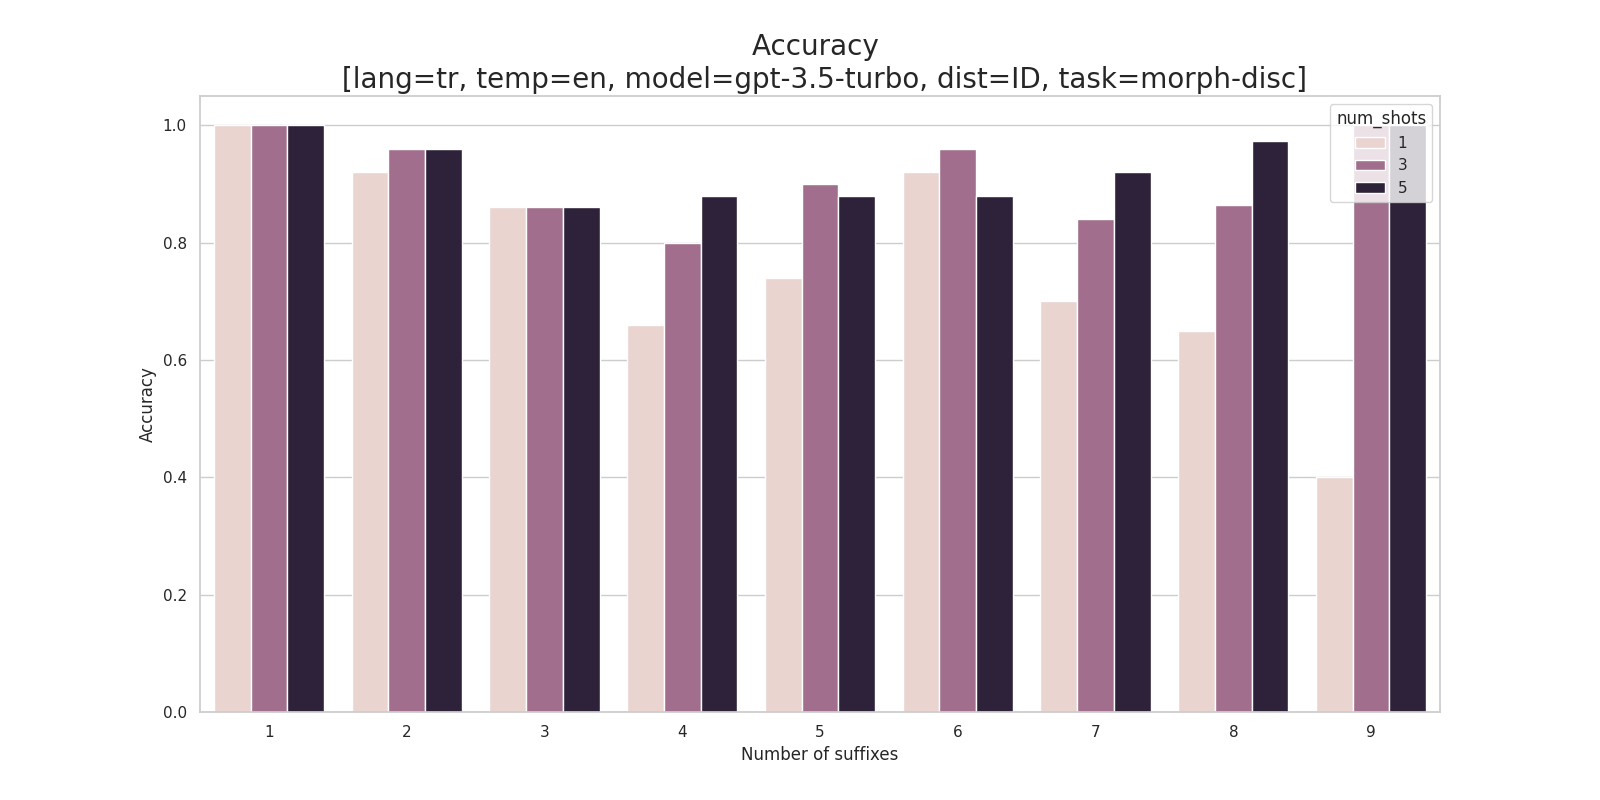 Accuracy
[lang=tr, temp=en, model=gpt-3.5-turbo, dist=ID, task=morph-disc]
num_shots
1
3
5
1.0
0.8
0.6
0.4
0.2
0.0
Accuracy
1 2 3 4 5 6 7 8 9
Number of suffixes